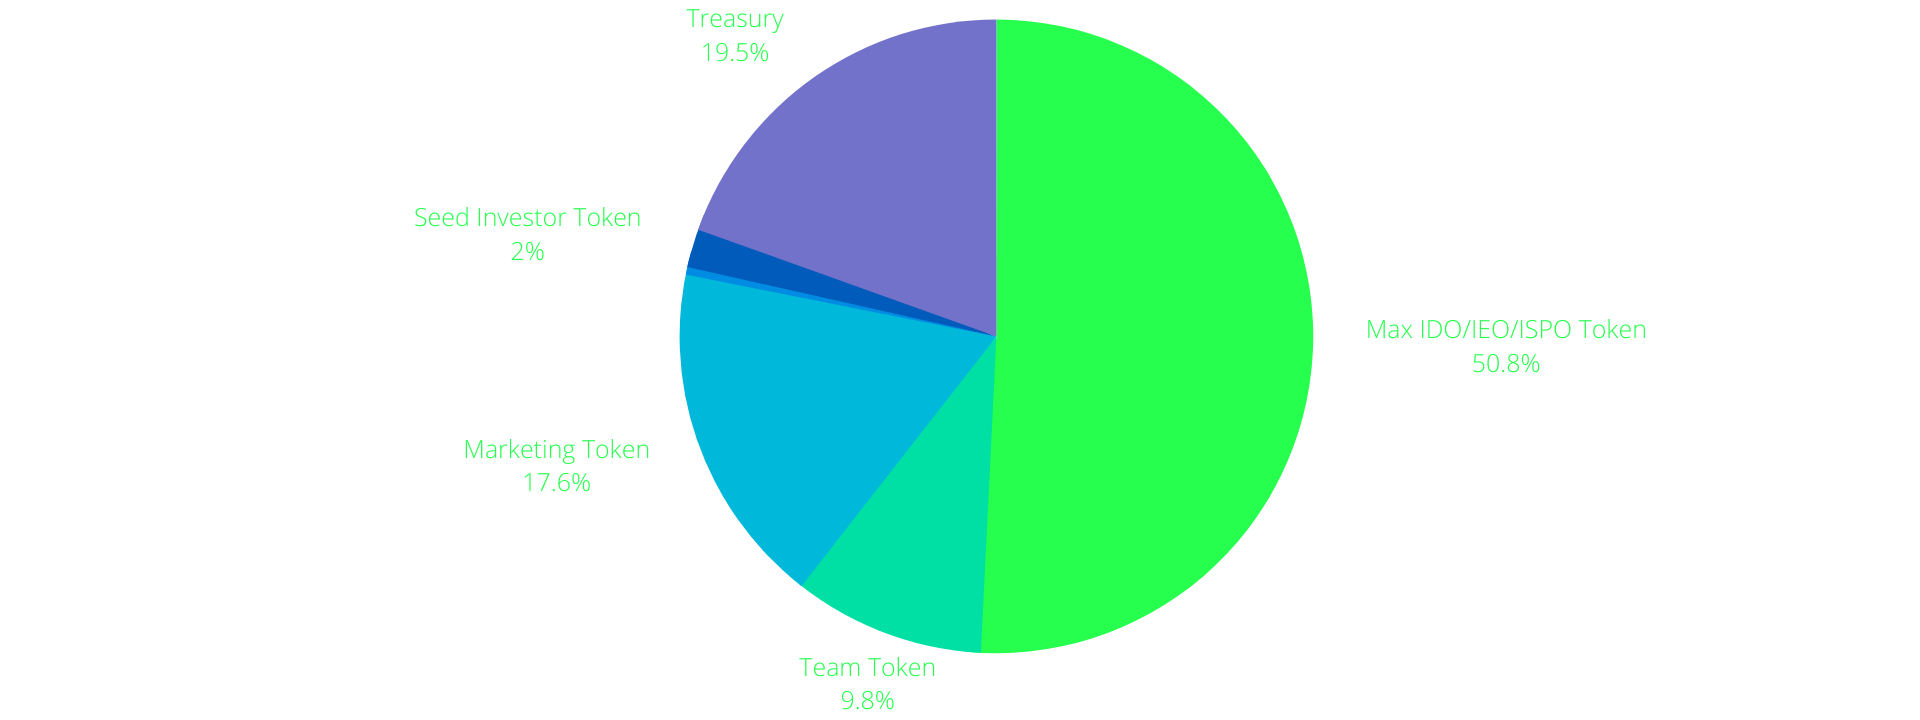 Treasury
19.5%
Seed Investor Token
2%
Max IDO/IEO/ISPO Token
50.8%
Marketing Token
17.6%
Team Token
9.8%